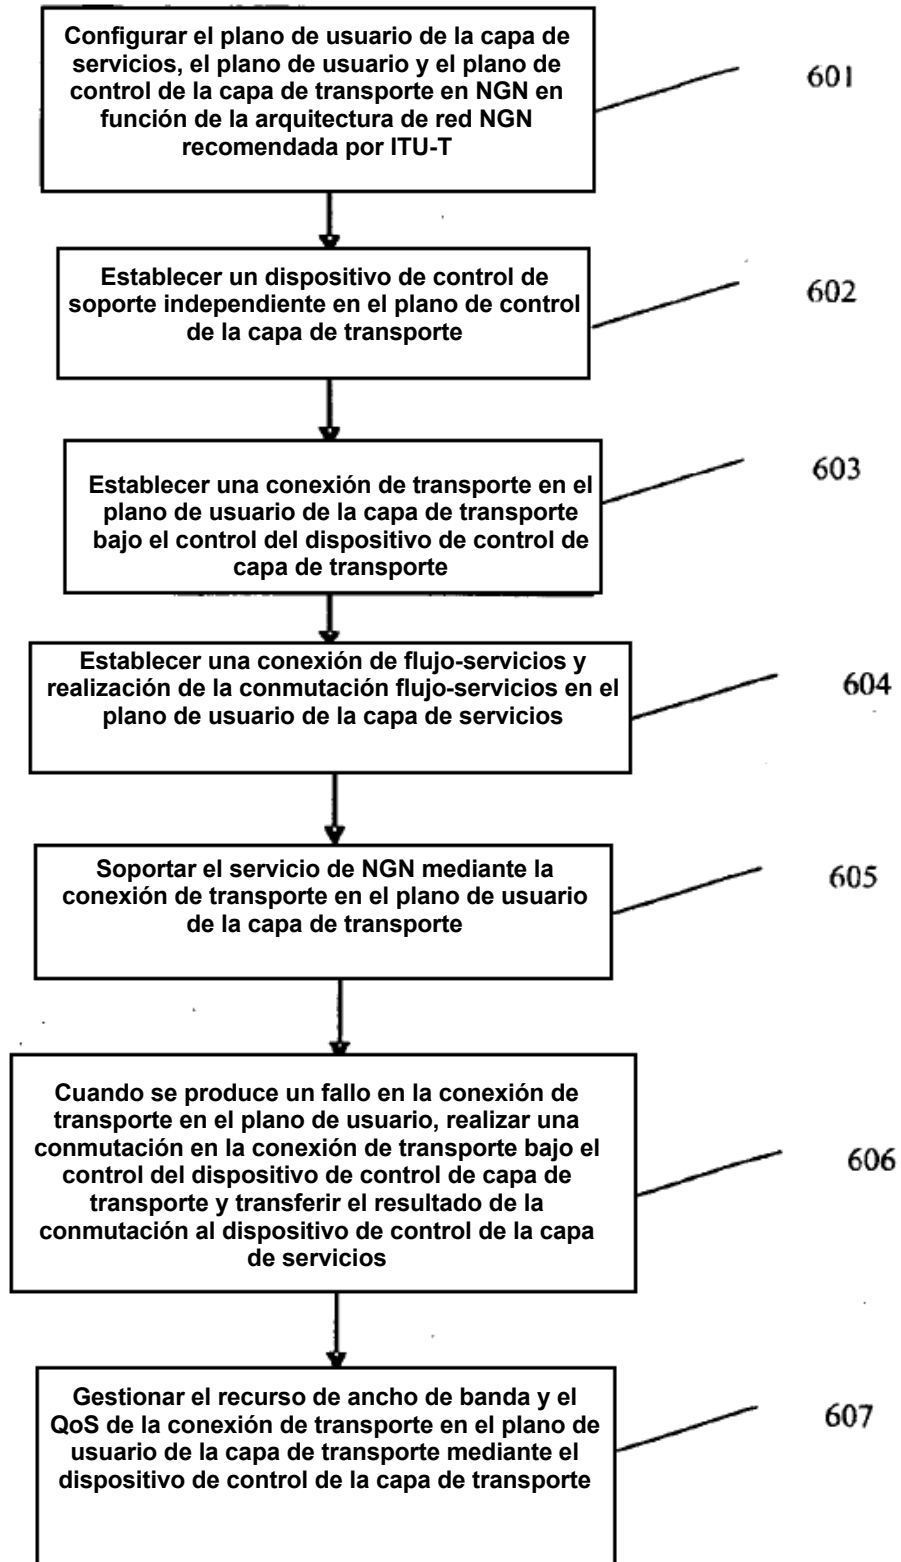 Configurar el plano de usuario de la capa de
servicios, el plano de usuario y el plano de
control de la capa de transporte en NGN en
función de la arquitectura de red NGN
recomendada por ITU-T
601
Establecer un dispositivo de control de
soporte independiente en el plano de control
de la capa de transporte
602
Establecer una conexión de transporte en el
plano de usuario de la capa de transporte
bajo el control del dispositivo de control de
capa de transporte
603
Establecer una conexión de flujo-servicios y
realización de la conmutación flujo-servicios en el
plano de usuario de la capa de servicios
604
Soportar el servicio de NGN mediante la
conexión de transporte en el plano de usuario
de la capa de transporte
605
Cuando se produce un fallo en la conexión de
transporte en el plano de usuario, realizar una
conmutación en la conexión de transporte bajo el
control del dispositivo de control de capa de
transporte y transferir el resultado de la
conmutación al dispositivo de control de la capa
de servicios
606
Gestionar el recurso de ancho de banda y el
QoS de la conexión de transporte en el plano de
usuario de la capa de transporte mediante el
dispositivo de control de la capa de transporte
607